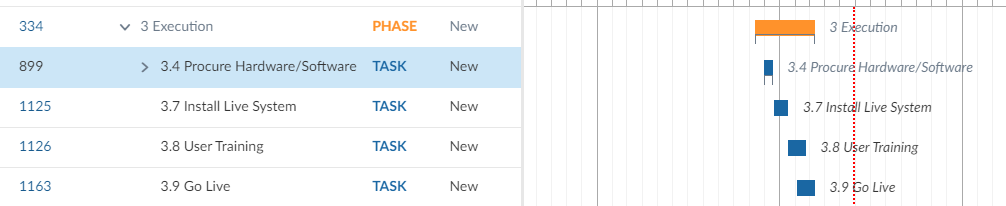 334 3 Execution PHASE New 3 Execution
899 3.4 Procure Hardware/Software TASK New 3.4 Procure Hardware/Software
1125 3.7 Install Live System TASK New 3.7 Install Live System
1126 3.8 User Training TASK New 3.8 User Training
1163 3.9 Go Live TASK New 3.9 Go Live